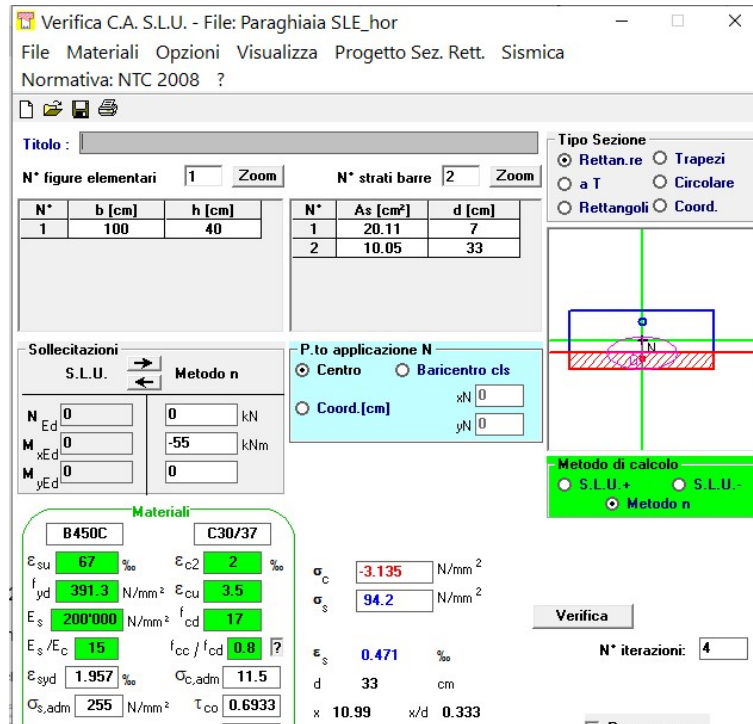 Verifica C.A. S.L.U. - File: Paraghiaia SLE_hor
File Materiali Opzioni Visualizza Progetto Sez. Rett. Sismica
Normativa: NTC 2008 ?
Titolo :
N° figure elementari 1 Zoom N° strati barre 2 Zoom
N° b [cm] h [cm]
1 100 40
N° As [cm²] d [cm]
1 20.11 7
2 10.05 33
Tipo Sezione
Rettan.re Trapezi
a T Circolare
Rettangoli Coord.
N
Sollecitazioni
S.L.U. Metodo n
N Ed 0 0 kN
M xEd 0 -55 kNm
M yEd 0 0
P.to applicazione N
Centro Baricentro cls
Coord.[cm] xN 0
yN 0
Metodo di calcolo
S.L.U.+ S.L.U.-
Metodo n
Materiali
B450C C30/37
εsu 67 ‰ εc2 2 ‰
fyd 391.3 N/mm² εcu 3.5
Es 200'000 N/mm² fcd 17
Es/Ec 15 fcc / fcd 0.8 ?
εsyd 1.957 ‰ σc,adm 11.5
σs,adm 255 N/mm² τco 0.6933
σc -3.135 N/mm²
σs 94.2 N/mm²
εs 0.471 ‰
d 33 cm
x 10.99 x/d 0.333
Verifica
N° iterazioni: 4